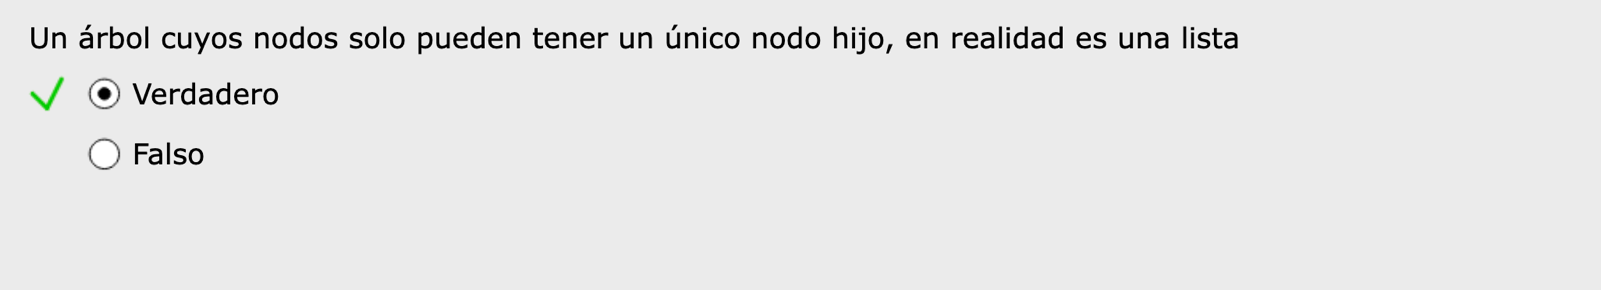 Un árbol cuyos nodos solo pueden tener un único nodo hijo, en realidad es una lista
Verdadero
Falso